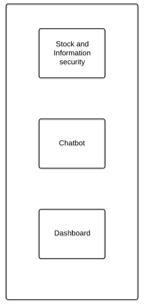 Stock and
Information
security
Chatbot
Dashboard